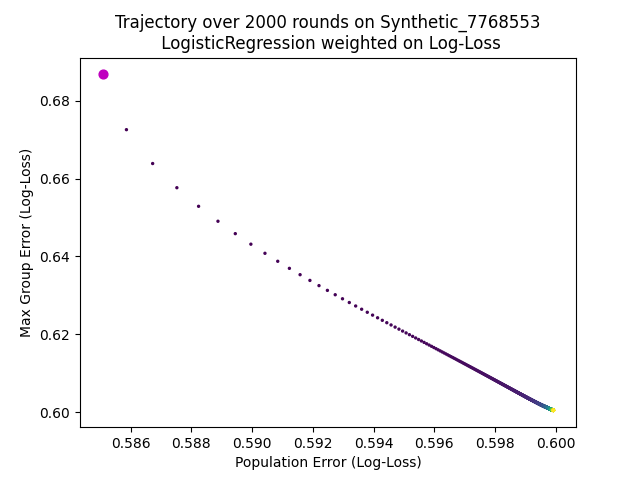 Trajectory over 2000 rounds on Synthetic_7768553
LogisticRegression weighted on Log-Loss
Max Group Error (Log-Loss)
0.68
0.66
0.64
0.62
0.60
0.586 0.588 0.590 0.592 0.594 0.596 0.598 0.600
Population Error (Log-Loss)